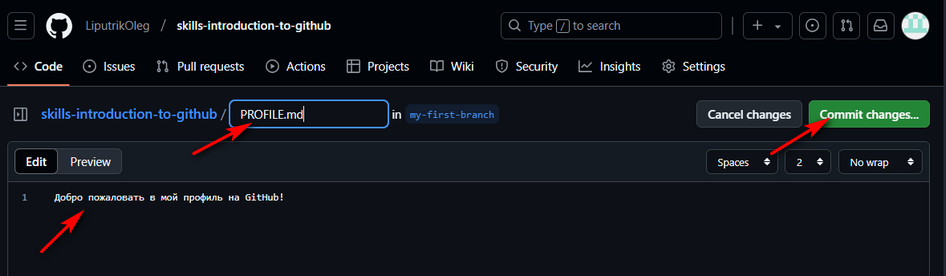 LiputrikOleg / skills-introduction-to-github Type / to search
Code Issues Pull requests Actions Projects Wiki Security Insights Settings
skills-introduction-to-github / PROFILE.md in my-first-branch Cancel changes Commit changes...
Edit Preview Spaces 2 No wrap
1 Добро пожаловать в мой профиль на GitHub!